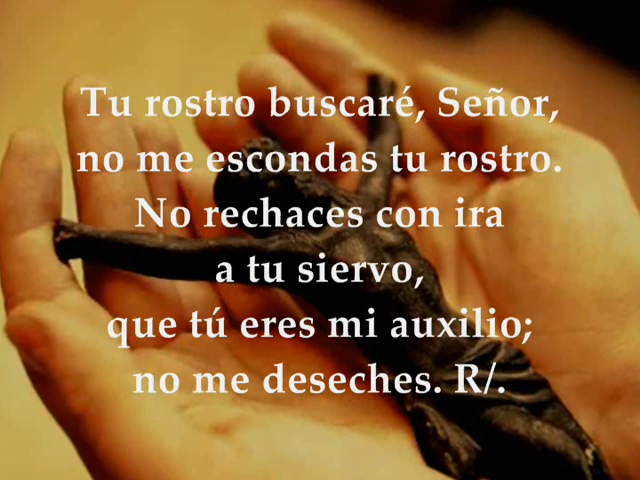 Tu rostro buscaré, Señor,
no me escondas tu rostro.
No rechaces con ira
a tu siervo,
que tú eres mi auxilio;
no me deseches. R/.